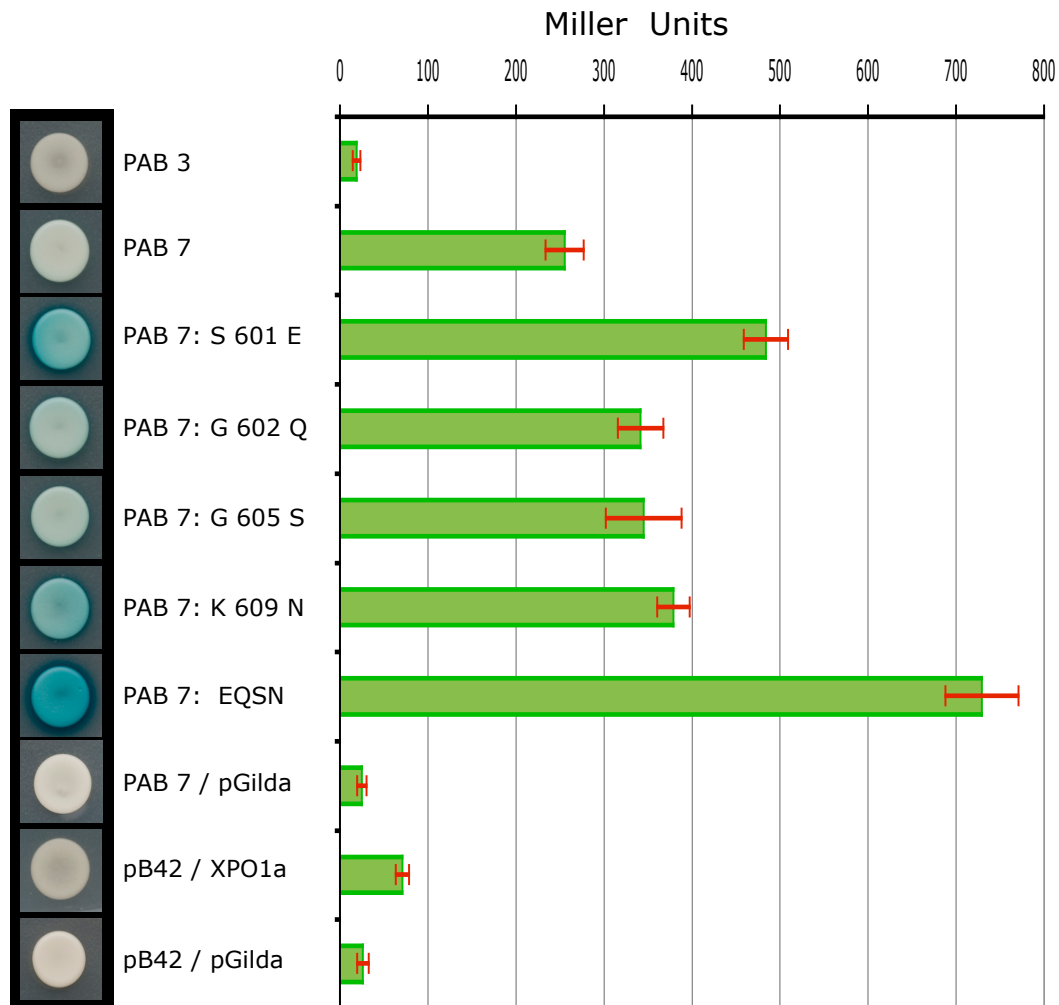 Miller Units
0 100 200 300 400 500 600 700 800
PAB 3
PAB 7
PAB 7: S 601 E
PAB 7: G 602 Q
PAB 7: G 605 S
PAB 7: K 609 N
PAB 7: EQSN
PAB 7 / pGilda
pB42 / XPO1a
pB42 / pGilda